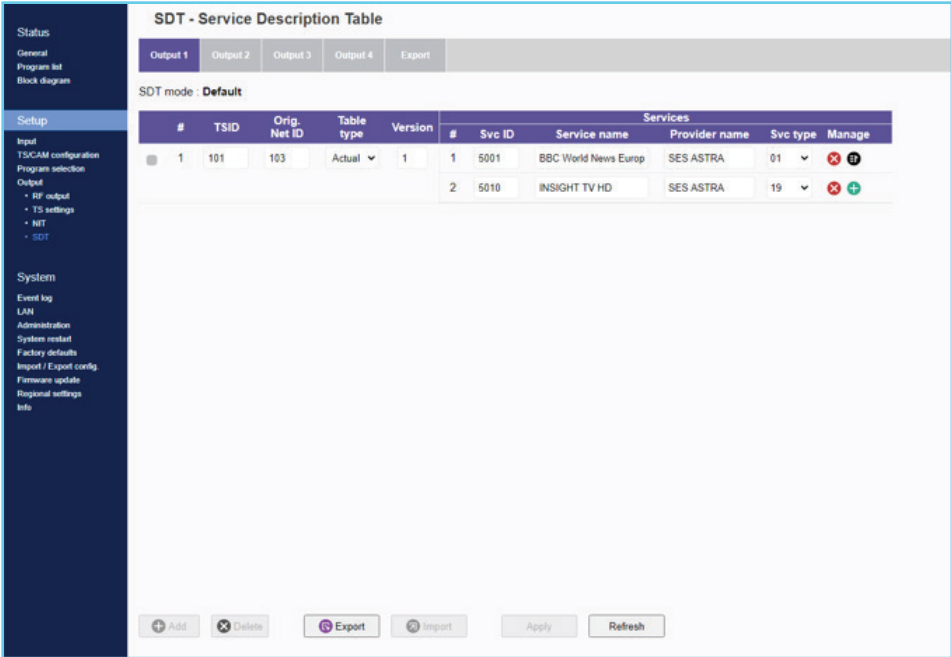 SDT - Service Description Table
Status
General
Program list
Block diagram
Setup
Input
TS/CAM configuration
Program selection
Output
• RF output
• TS settings
• NIT
• SDT
System
Event log
LAN
Administration
System restart
Factory defaults
Import / Export config.
Firmware update
Regional settings
Info
Output 1 Output 2 Output 3 Output 4 Export
SDT mode : Default
Services
# TSID Orig. Net ID Table type Version # Svc ID Service name Provider name Svc type Manage
1 101 103 Actual 1 1 5001 BBC World News Europ SES ASTRA 01
2 5010 INSIGHT TV HD SES ASTRA 19
Add Delete Export Import Apply Refresh